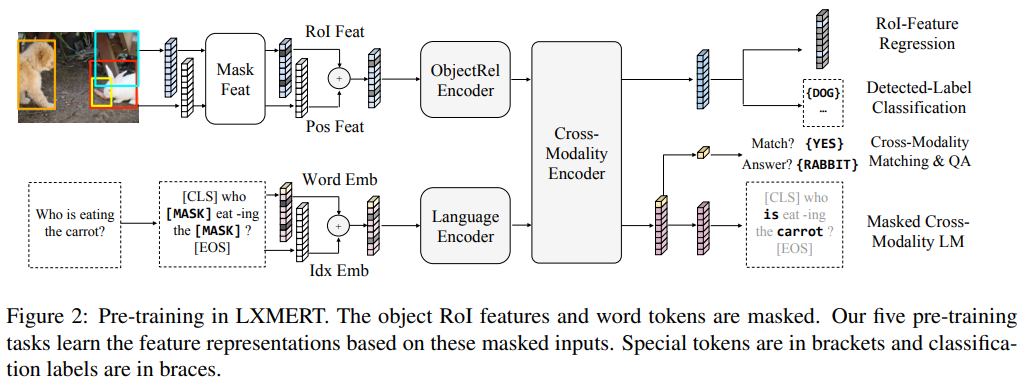 RoI Feat
Pos Feat
Mask
Feat
+
ObjectRel
Encoder
Cross-
Modality
Encoder
RoI-Feature
Regression
{DOG}
...
Detected-Label
Classification
Match? {YES}
Answer? {RABBIT}
Cross-Modality
Matching & QA
Who is eating
the carrot?
[CLS] who
[MASK] eat -ing
the [MASK] ?
[EOS]
Word Emb
+
Idx Emb
Language
Encoder
[CLS] who
is eat -ing
the carrot ?
[EOS]
Masked Cross-
Modality LM
Figure 2: Pre-training in LXMERT. The object RoI features and word tokens are masked. Our five pre-training
tasks learn the feature representations based on these masked inputs. Special tokens are in brackets and classifica-
tion labels are in braces.